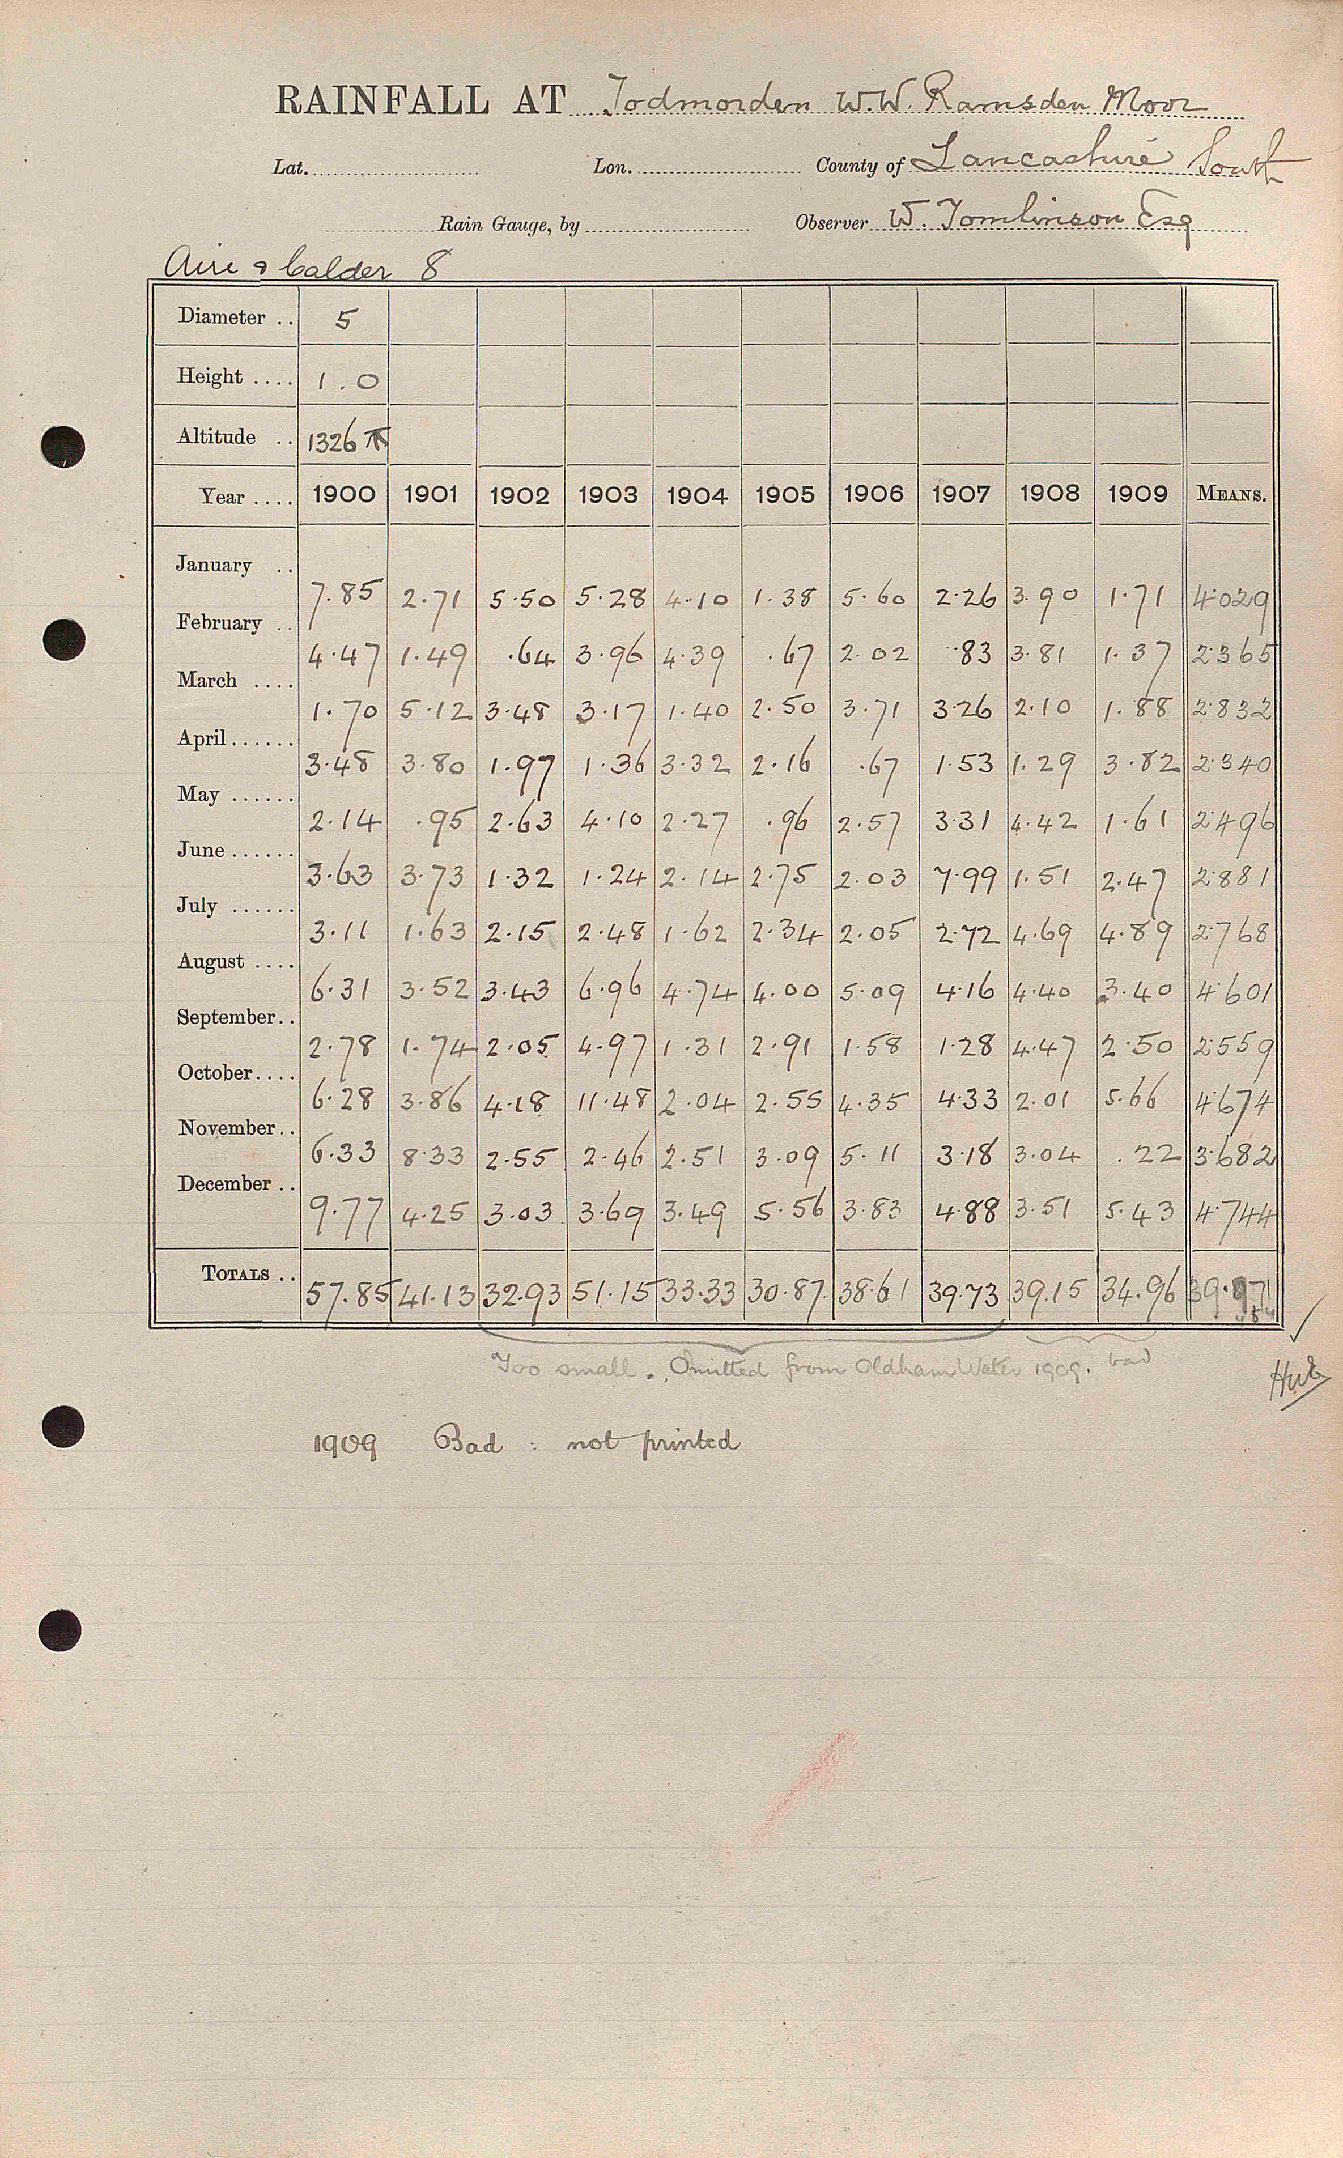 RAINFALL AT Todmorden W.W. Ramsden Moor
Lat. Lon. County of Lancashire South
Rain Gauge, by Observer W. Tomlinson Esq
Aire & Calder 8
Diameter .. 5
Height .... 1.0
Altitude .. 1326
Year .... 1900 1901 1902 1903 1904 1905 1906 1907 1908 1909 MEANS.
January .. 7.85 2.71 5.50 5.28 4.10 1.38 5.60 2.26 3.90 1.71 4.029
February .. 4.47 1.49 .64 3.96 4.39 .67 2.02 .83 3.81 1.37 2.365
March .... 1.70 5.12 3.48 3.17 1.40 2.50 3.71 3.26 2.10 1.88 2.832
April ...... 3.48 3.80 1.97 1.36 3.32 2.16 .67 1.53 1.29 3.82 2.340
May ...... 2.14 .95 2.63 4.10 2.27 .96 2.57 3.31 4.42 1.61 2.496
June ...... 3.63 3.73 1.32 1.24 2.14 2.75 2.03 7.99 1.51 2.47 2.881
July ...... 3.11 1.63 2.15 2.48 1.62 2.34 2.05 2.72 4.69 4.89 2.768
August .... 6.31 3.52 3.43 6.96 4.74 4.00 5.09 4.16 4.40 3.40 4.601
September .. 2.78 1.74 2.05 4.97 1.31 2.91 1.58 1.28 4.47 2.50 2.559
October .... 6.28 3.86 4.18 11.48 2.04 2.55 4.35 4.33 2.01 5.66 4.674
November .. 6.33 8.33 2.55 2.46 2.51 3.09 5.11 3.18 3.04 .22 3.682
December .. 9.77 4.25 3.03 3.69 3.49 5.56 3.83 4.88 3.51 5.43 4.744
TOTALS .. 57.85 41.13 32.93 51.15 33.33 30.87 38.61 39.73 39.15 34.96 39.971
Too small. Omitted from Oldham Water 1909. bad
1909 Bad : not printed